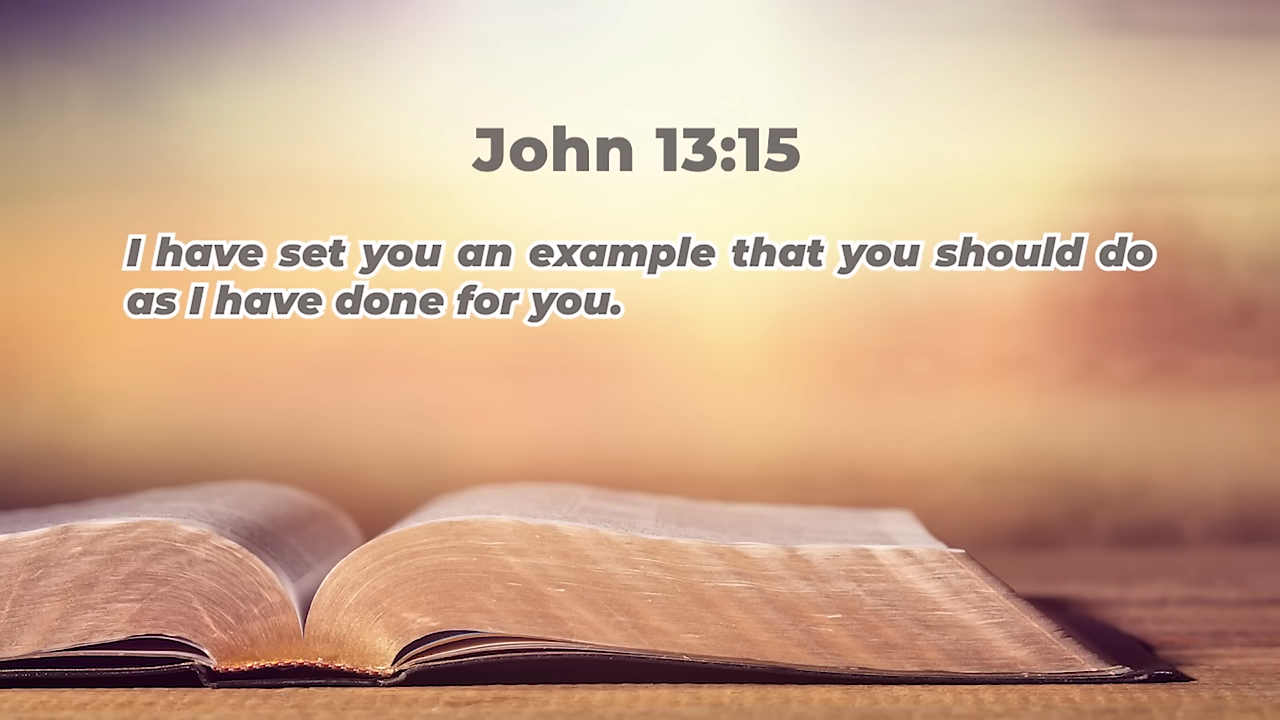 John 13:15
I have set you an example that you should do
as I have done for you.